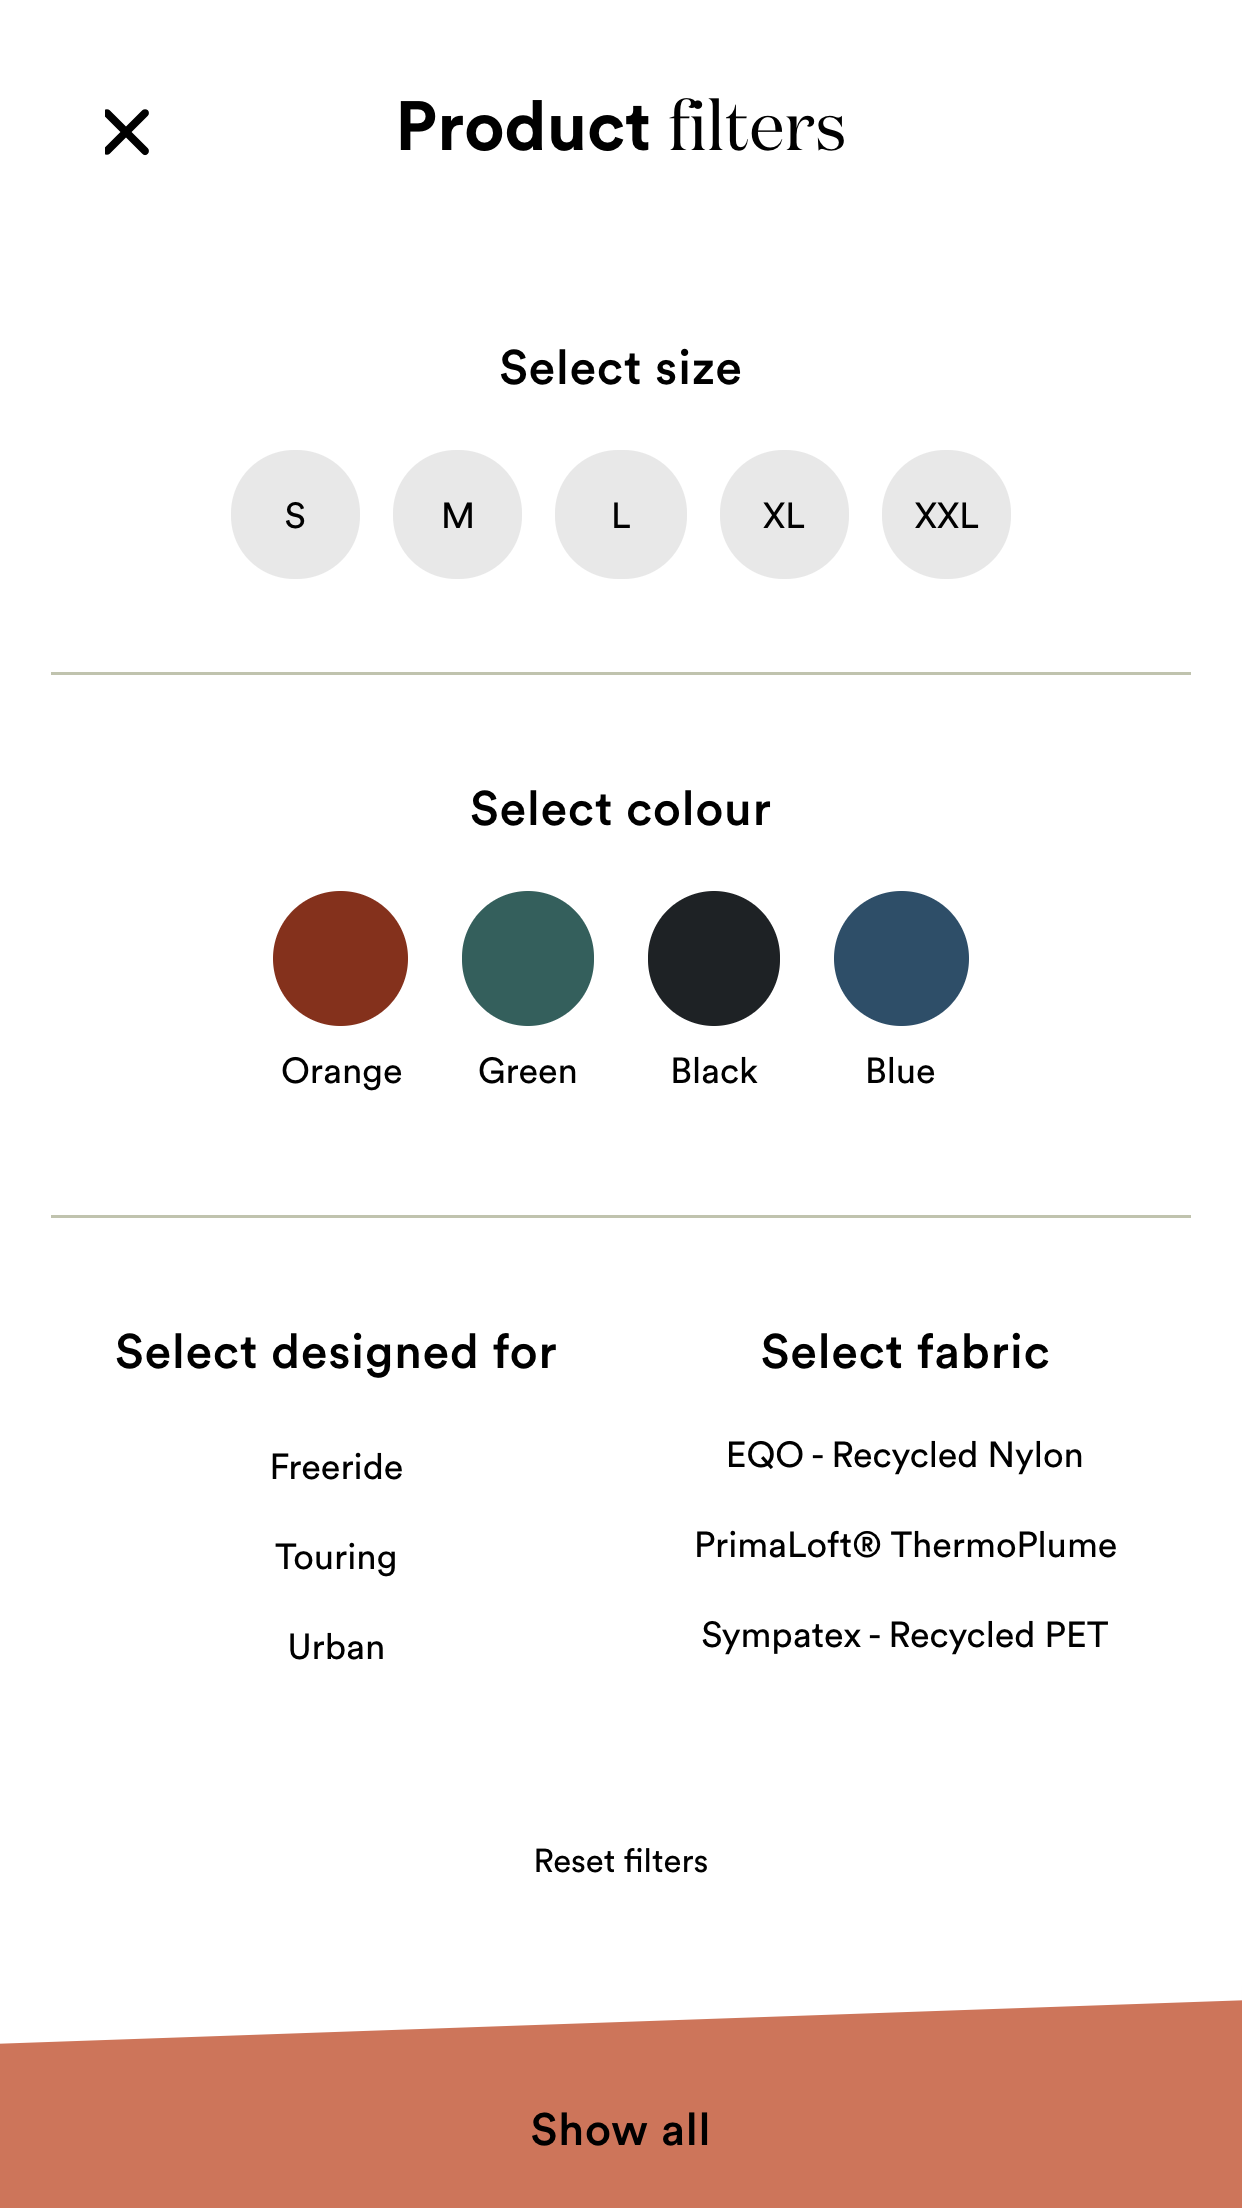 Product filters
Select size
S M L XL XXL
Select colour
Orange Green Black Blue
Select designed for
Freeride
Touring
Urban
Select fabric
EQO - Recycled Nylon
PrimaLoft® ThermoPlume
Sympatex - Recycled PET
Reset filters
Show all